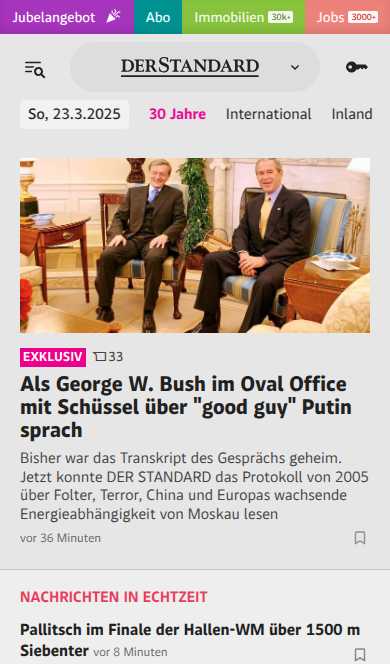 Jubelangebot Abo Immobilien 30k+ Jobs 3000+
DERSTANDARD
So, 23.3.2025 30 Jahre International Inland
EXKLUSIV 33
Als George W. Bush im Oval Office
mit Schüssel über "good guy" Putin
sprach
Bisher war das Transkript des Gesprächs geheim.
Jetzt konnte DER STANDARD das Protokoll von 2005
über Folter, Terror, China und Europas wachsende
Energieabhängigkeit von Moskau lesen
vor 36 Minuten
NACHRICHTEN IN ECHTZEIT
Pallitsch im Finale der Hallen-WM über 1500 m
Siebenter vor 8 Minuten